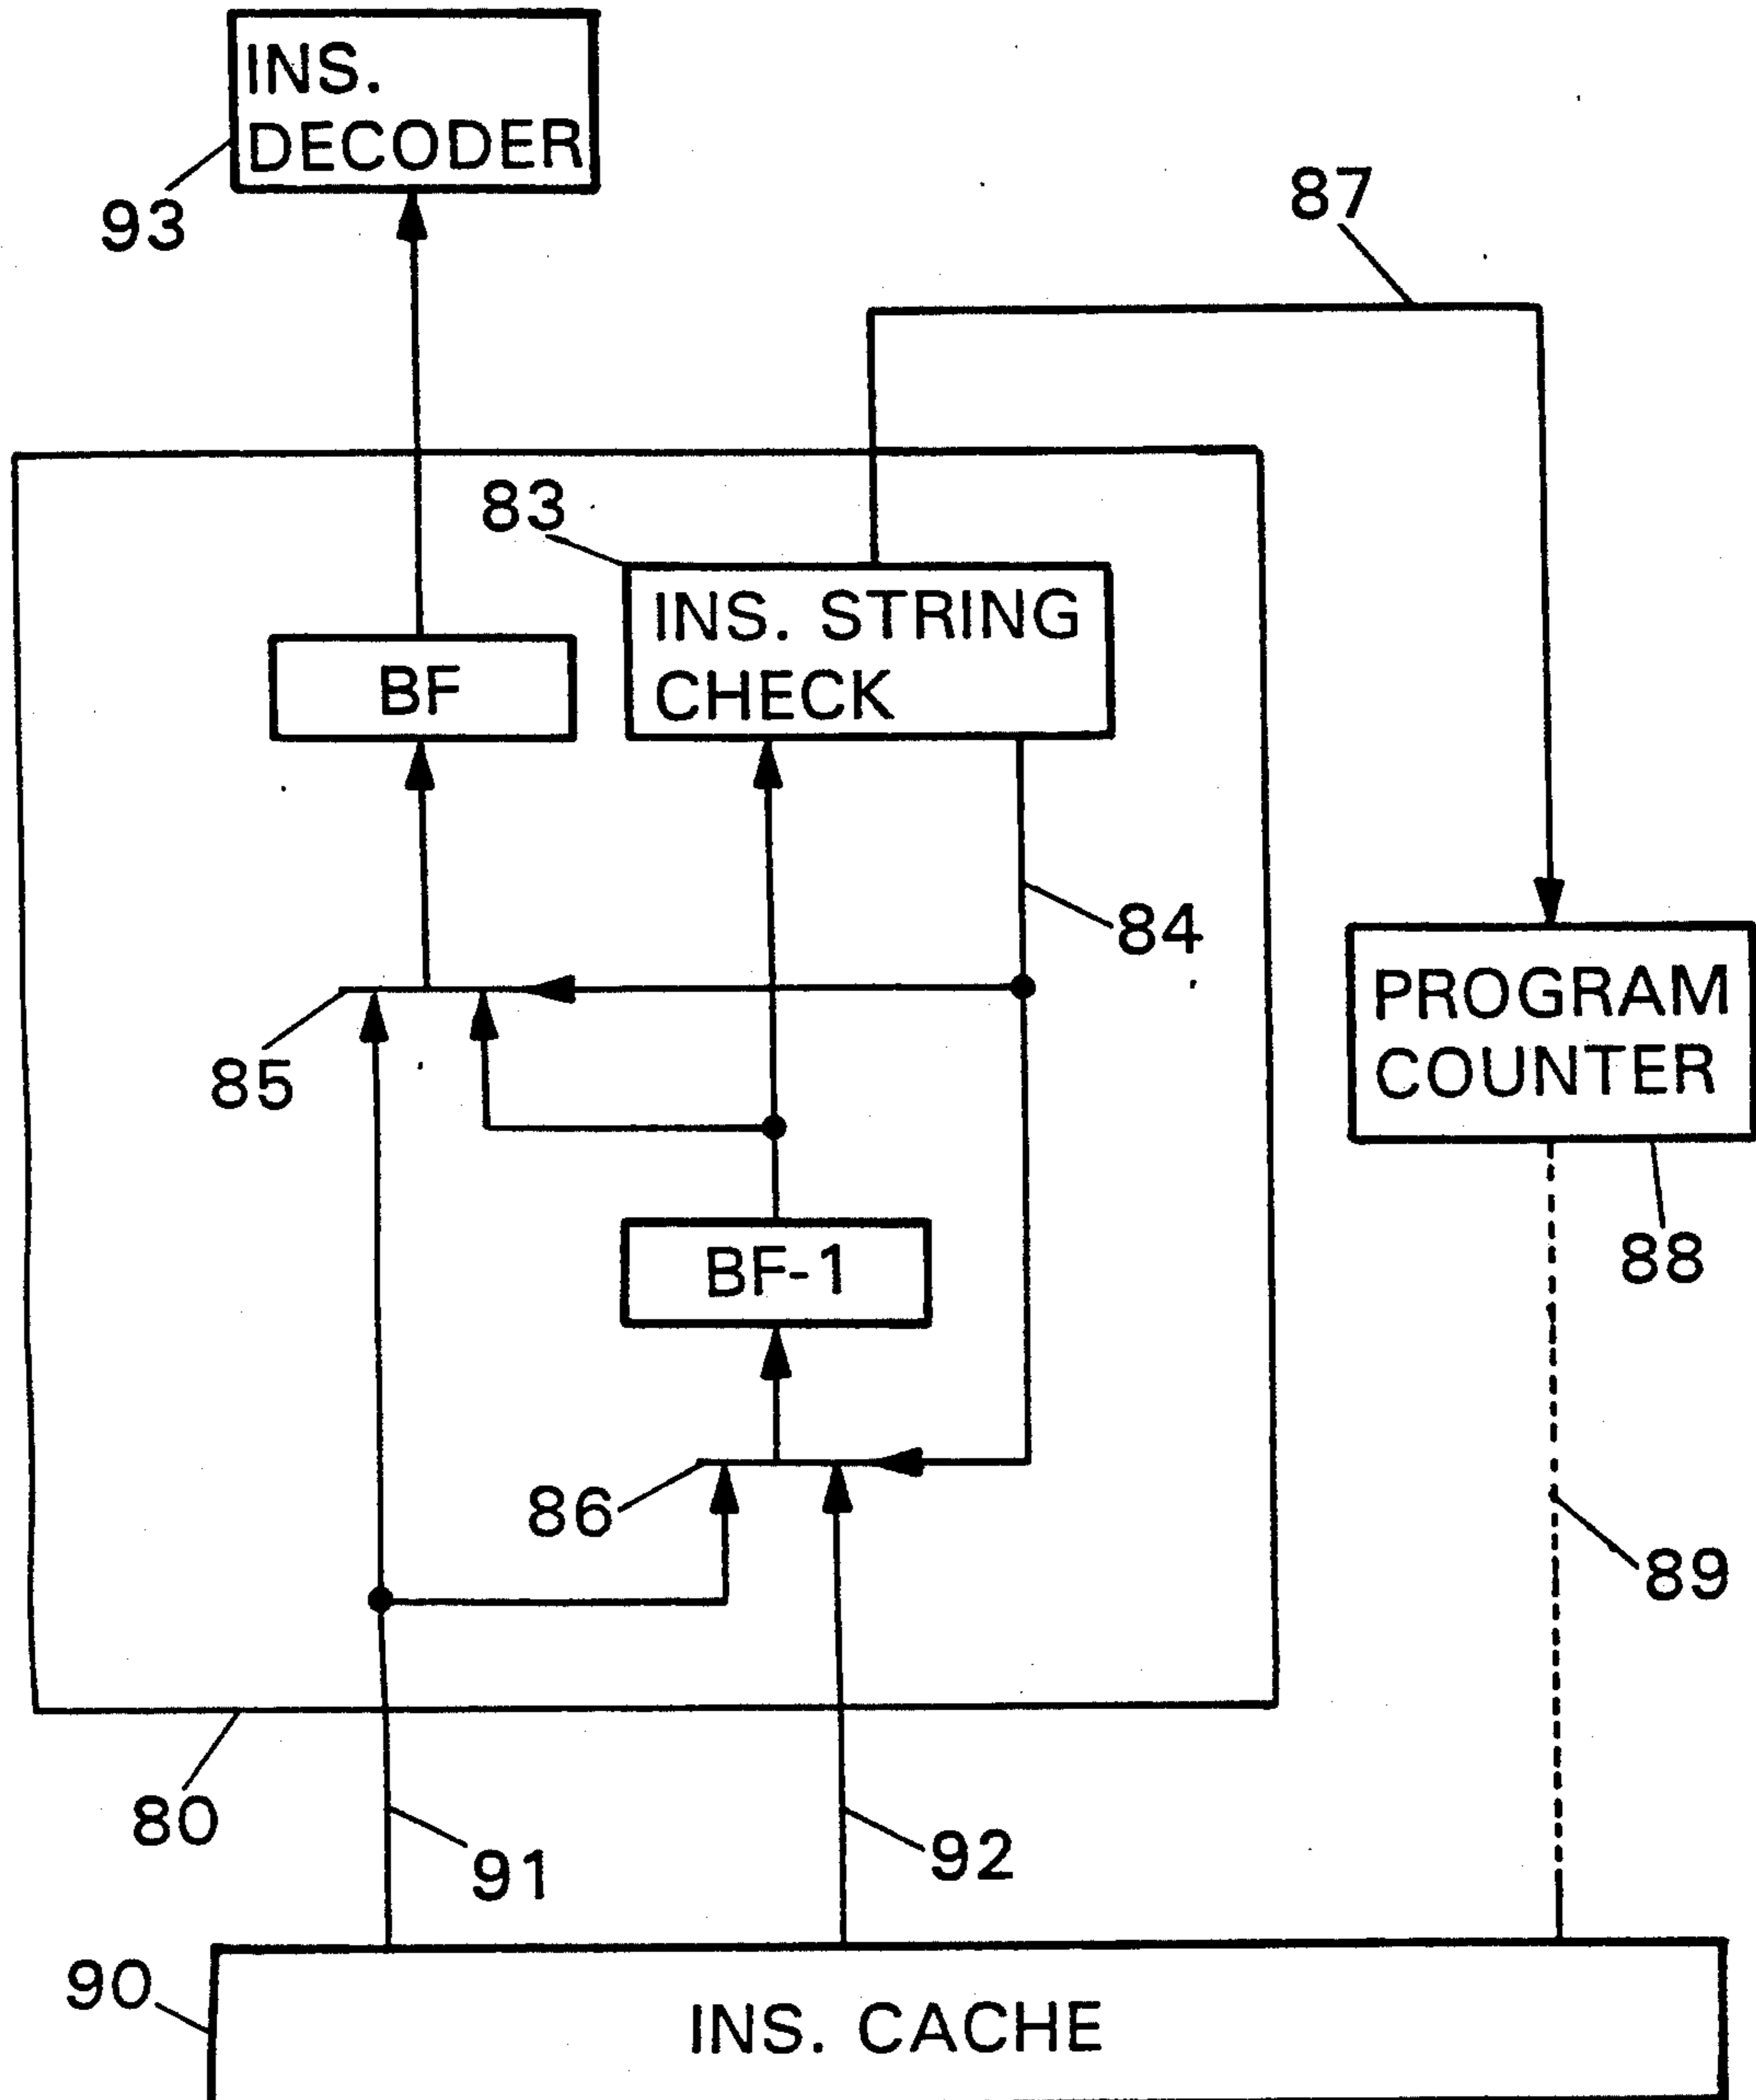 INS.
DECODER
93
87
83
INS. STRING
CHECK
BF
84
85
PROGRAM
COUNTER
BF-1
88
86
89
80
91
92
90
INS. CACHE